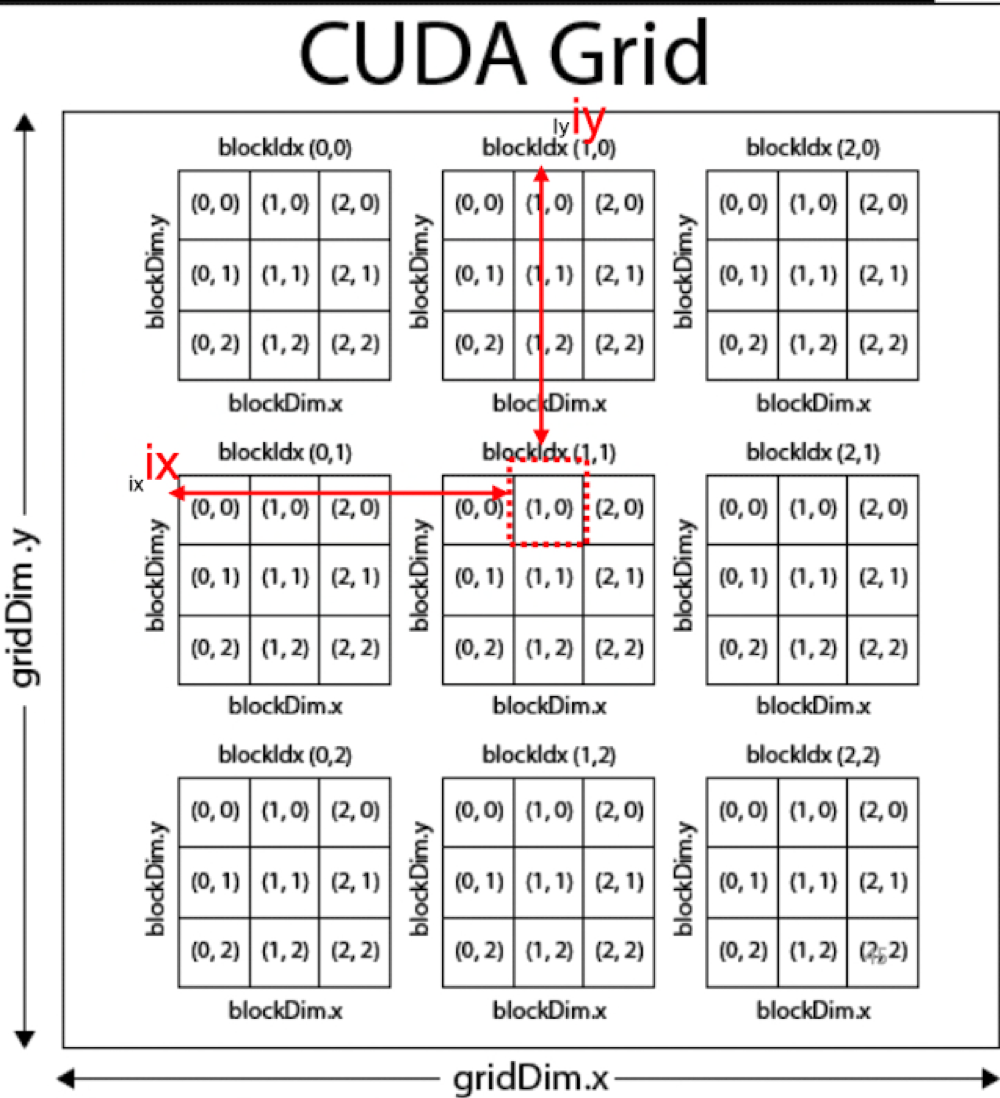 CUDA Grid
iy
Iy
blockIdx (0,0) blockIdx (1,0) blockIdx (2,0)
blockDim.y blockDim.y blockDim.y
(0, 0) (1, 0) (2, 0) (0, 0) (1, 0) (2, 0) (0, 0) (1, 0) (2, 0)
(0, 1) (1, 1) (2, 1) (0, 1) (1, 1) (2, 1) (0, 1) (1, 1) (2, 1)
(0, 2) (1, 2) (2, 2) (0, 2) (1, 2) (2, 2) (0, 2) (1, 2) (2, 2)
blockDim.x blockDim.x blockDim.x
blockIdx (0,1) blockIdx (1,1) blockIdx (2,1)
ix
ix
blockDim.y blockDim.y blockDim.y
(0, 0) (1, 0) (2, 0) (0, 0) (1, 0) (2, 0) (0, 0) (1, 0) (2, 0)
(0, 1) (1, 1) (2, 1) (0, 1) (1, 1) (2, 1) (0, 1) (1, 1) (2, 1)
(0, 2) (1, 2) (2, 2) (0, 2) (1, 2) (2, 2) (0, 2) (1, 2) (2, 2)
blockDim.x blockDim.x blockDim.x
gridDim.y
blockIdx (0,2) blockIdx (1,2) blockIdx (2,2)
blockDim.y blockDim.y blockDim.y
(0, 0) (1, 0) (2, 0) (0, 0) (1, 0) (2, 0) (0, 0) (1, 0) (2, 0)
(0, 1) (1, 1) (2, 1) (0, 1) (1, 1) (2, 1) (0, 1) (1, 1) (2, 1)
(0, 2) (1, 2) (2, 2) (0, 2) (1, 2) (2, 2) (0, 2) (1, 2) (2, 2)
blockDim.x blockDim.x blockDim.x
gridDim.x